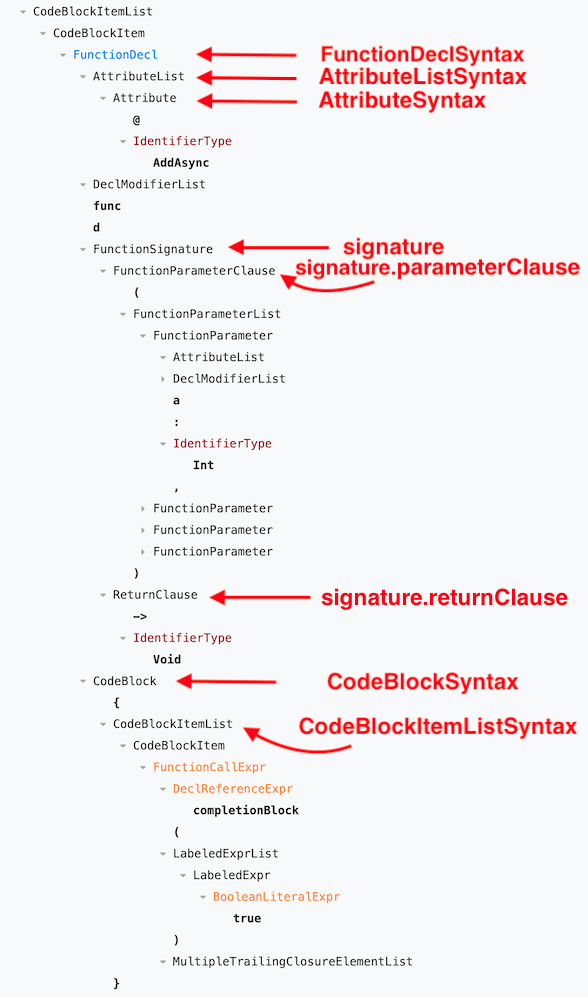 CodeBlockItemList
CodeBlockItem
FunctionDecl FunctionDeclSyntax
AttributeList AttributeListSyntax
Attribute AttributeSyntax
@
IdentifierType
AddAsync
DeclModifierList
func
d
FunctionSignature signature
FunctionParameterClause signature.parameterClause
(
FunctionParameterList
FunctionParameter
AttributeList
DeclModifierList
a
:
IdentifierType
Int
,
FunctionParameter
FunctionParameter
FunctionParameter
)
ReturnClause signature.returnClause
->
IdentifierType
Void
CodeBlock CodeBlockSyntax
{
CodeBlockItemList CodeBlockItemListSyntax
CodeBlockItem
FunctionCallExpr
DeclReferenceExpr
completionBlock
(
LabeledExprList
LabeledExpr
BooleanLiteralExpr
true
)
MultipleTrailingClosureElementList
}